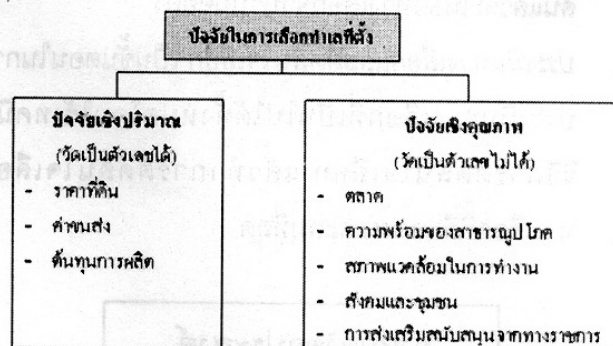 ปัจจัยในการเลือกทำเลที่ตั้ง
ปัจจัยเชิงปริมาณ
(วัดเป็นตัวเลขได้)
- ราคาที่ดิน
- ค่าขนส่ง
- ต้นทุนการผลิต
ปัจจัยเชิงคุณภาพ
(วัดเป็นตัวเลขไม่ได้)
- ตลาด
- ความพร้อมของสาธารณูปโภค
- สภาพแวดล้อมในการทำงาน
- สังคมและชุมชน
- การส่งเสริมสนับสนุนจากทางราชการ